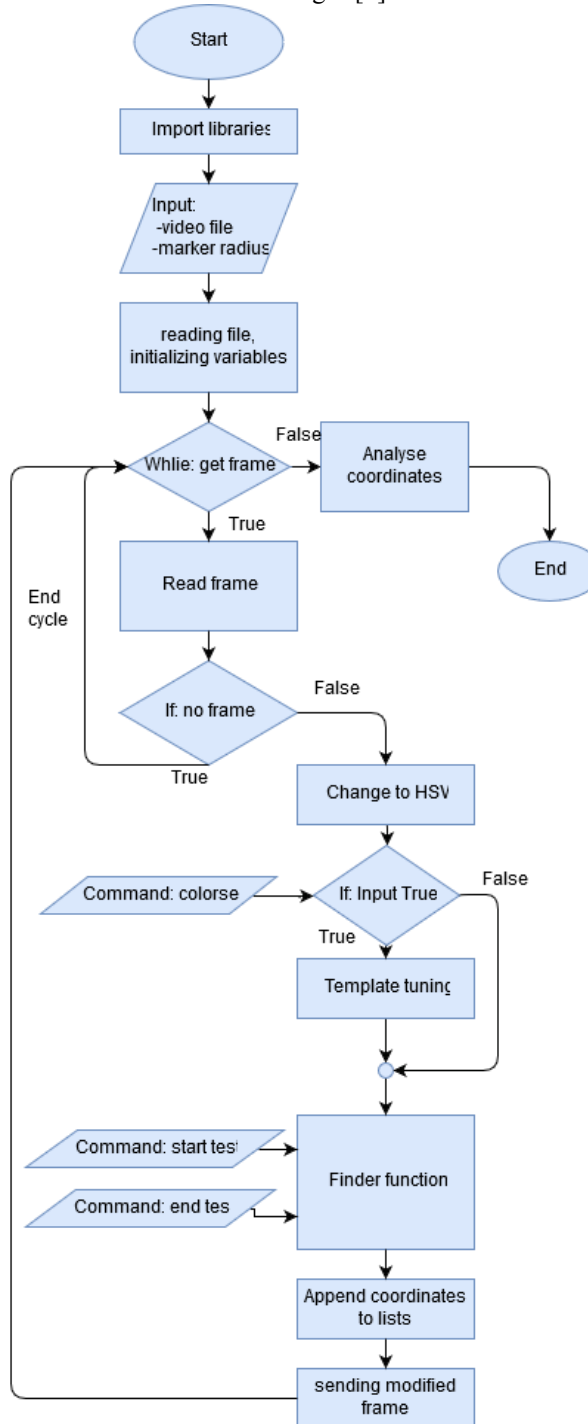 Start
Import libraries
Input:
-video file
-marker radius
reading file,
initializing variables
Whlie: get frame
False
Analyse
coordinates
True
End
Read frame
End
cycle
If: no frame
False
True
Change to HSV
Command: colorse
If: Input True
False
True
Template tuning
Command: start test
Finder function
Command: end tes
Append coordinates
to lists
sending modified
frame